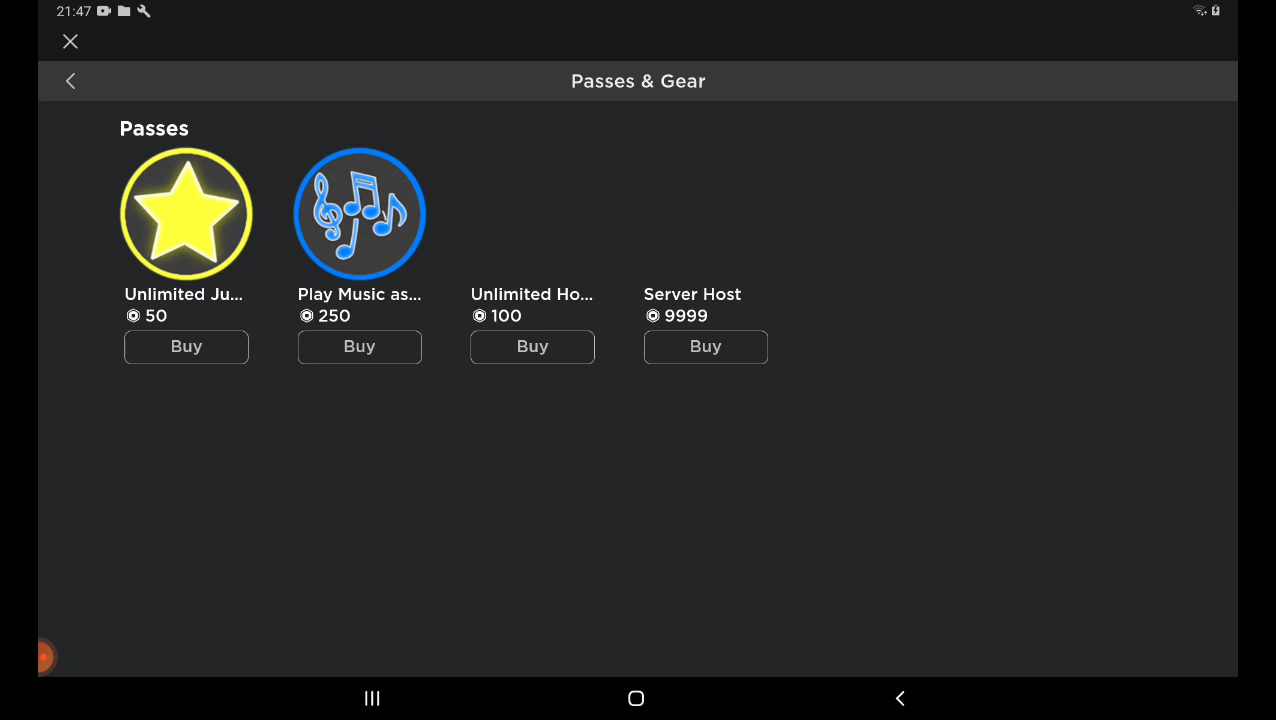 21:47
Passes & Gear
Passes
Unlimited Ju... Play Music as... Unlimited Ho... Server Host
50 250 100 9999
Buy Buy Buy Buy